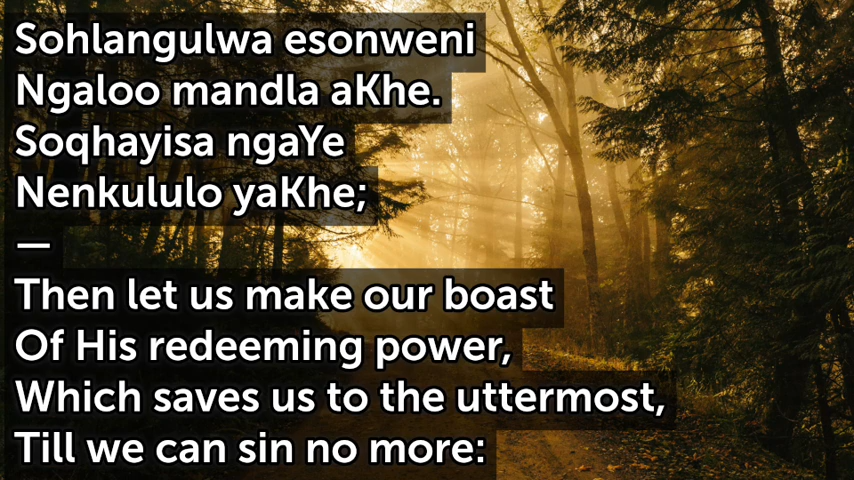 Sohlangulwa esonweni
Ngaloo mandla aKhe.
Soqhayisa ngaYe
Nenkululo yaKhe;
—
Then let us make our boast
Of His redeeming power,
Which saves us to the uttermost,
Till we can sin no more: